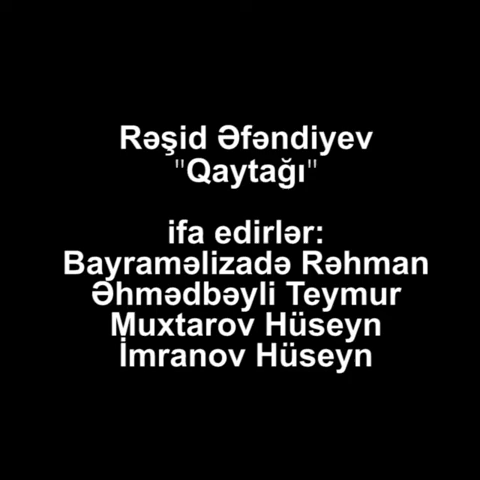 Rəşid Əfəndiyev
"Qaytağı"
ifa edirlər:
Bayraməlizadə Rəhman
Əhmədbəyli Teymur
Muxtarov Hüseyn
İmranov Hüseyn